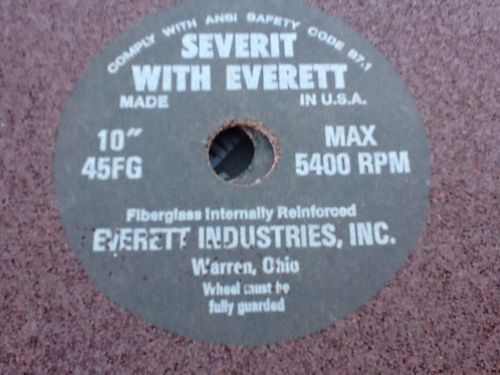 COMPLY WITH ANSI SAFETY CODE B7.1
SEVERIT
WITH EVERETT
MADE IN U.S.A.
10" MAX
45FG 5400 RPM
Fiberglass Internally Reinforced
EVERETT INDUSTRIES, INC.
Warren, Ohio
Wheel must be
fully guarded